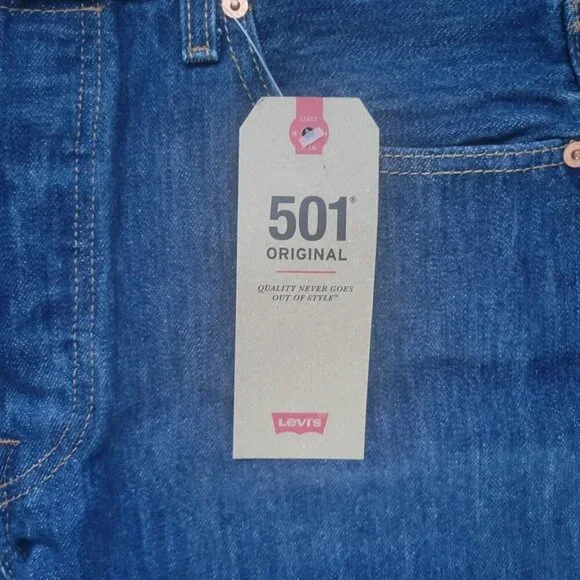 501®
ORIGINAL
QUALITY NEVER GOES
OUT OF STYLE™
Levi's